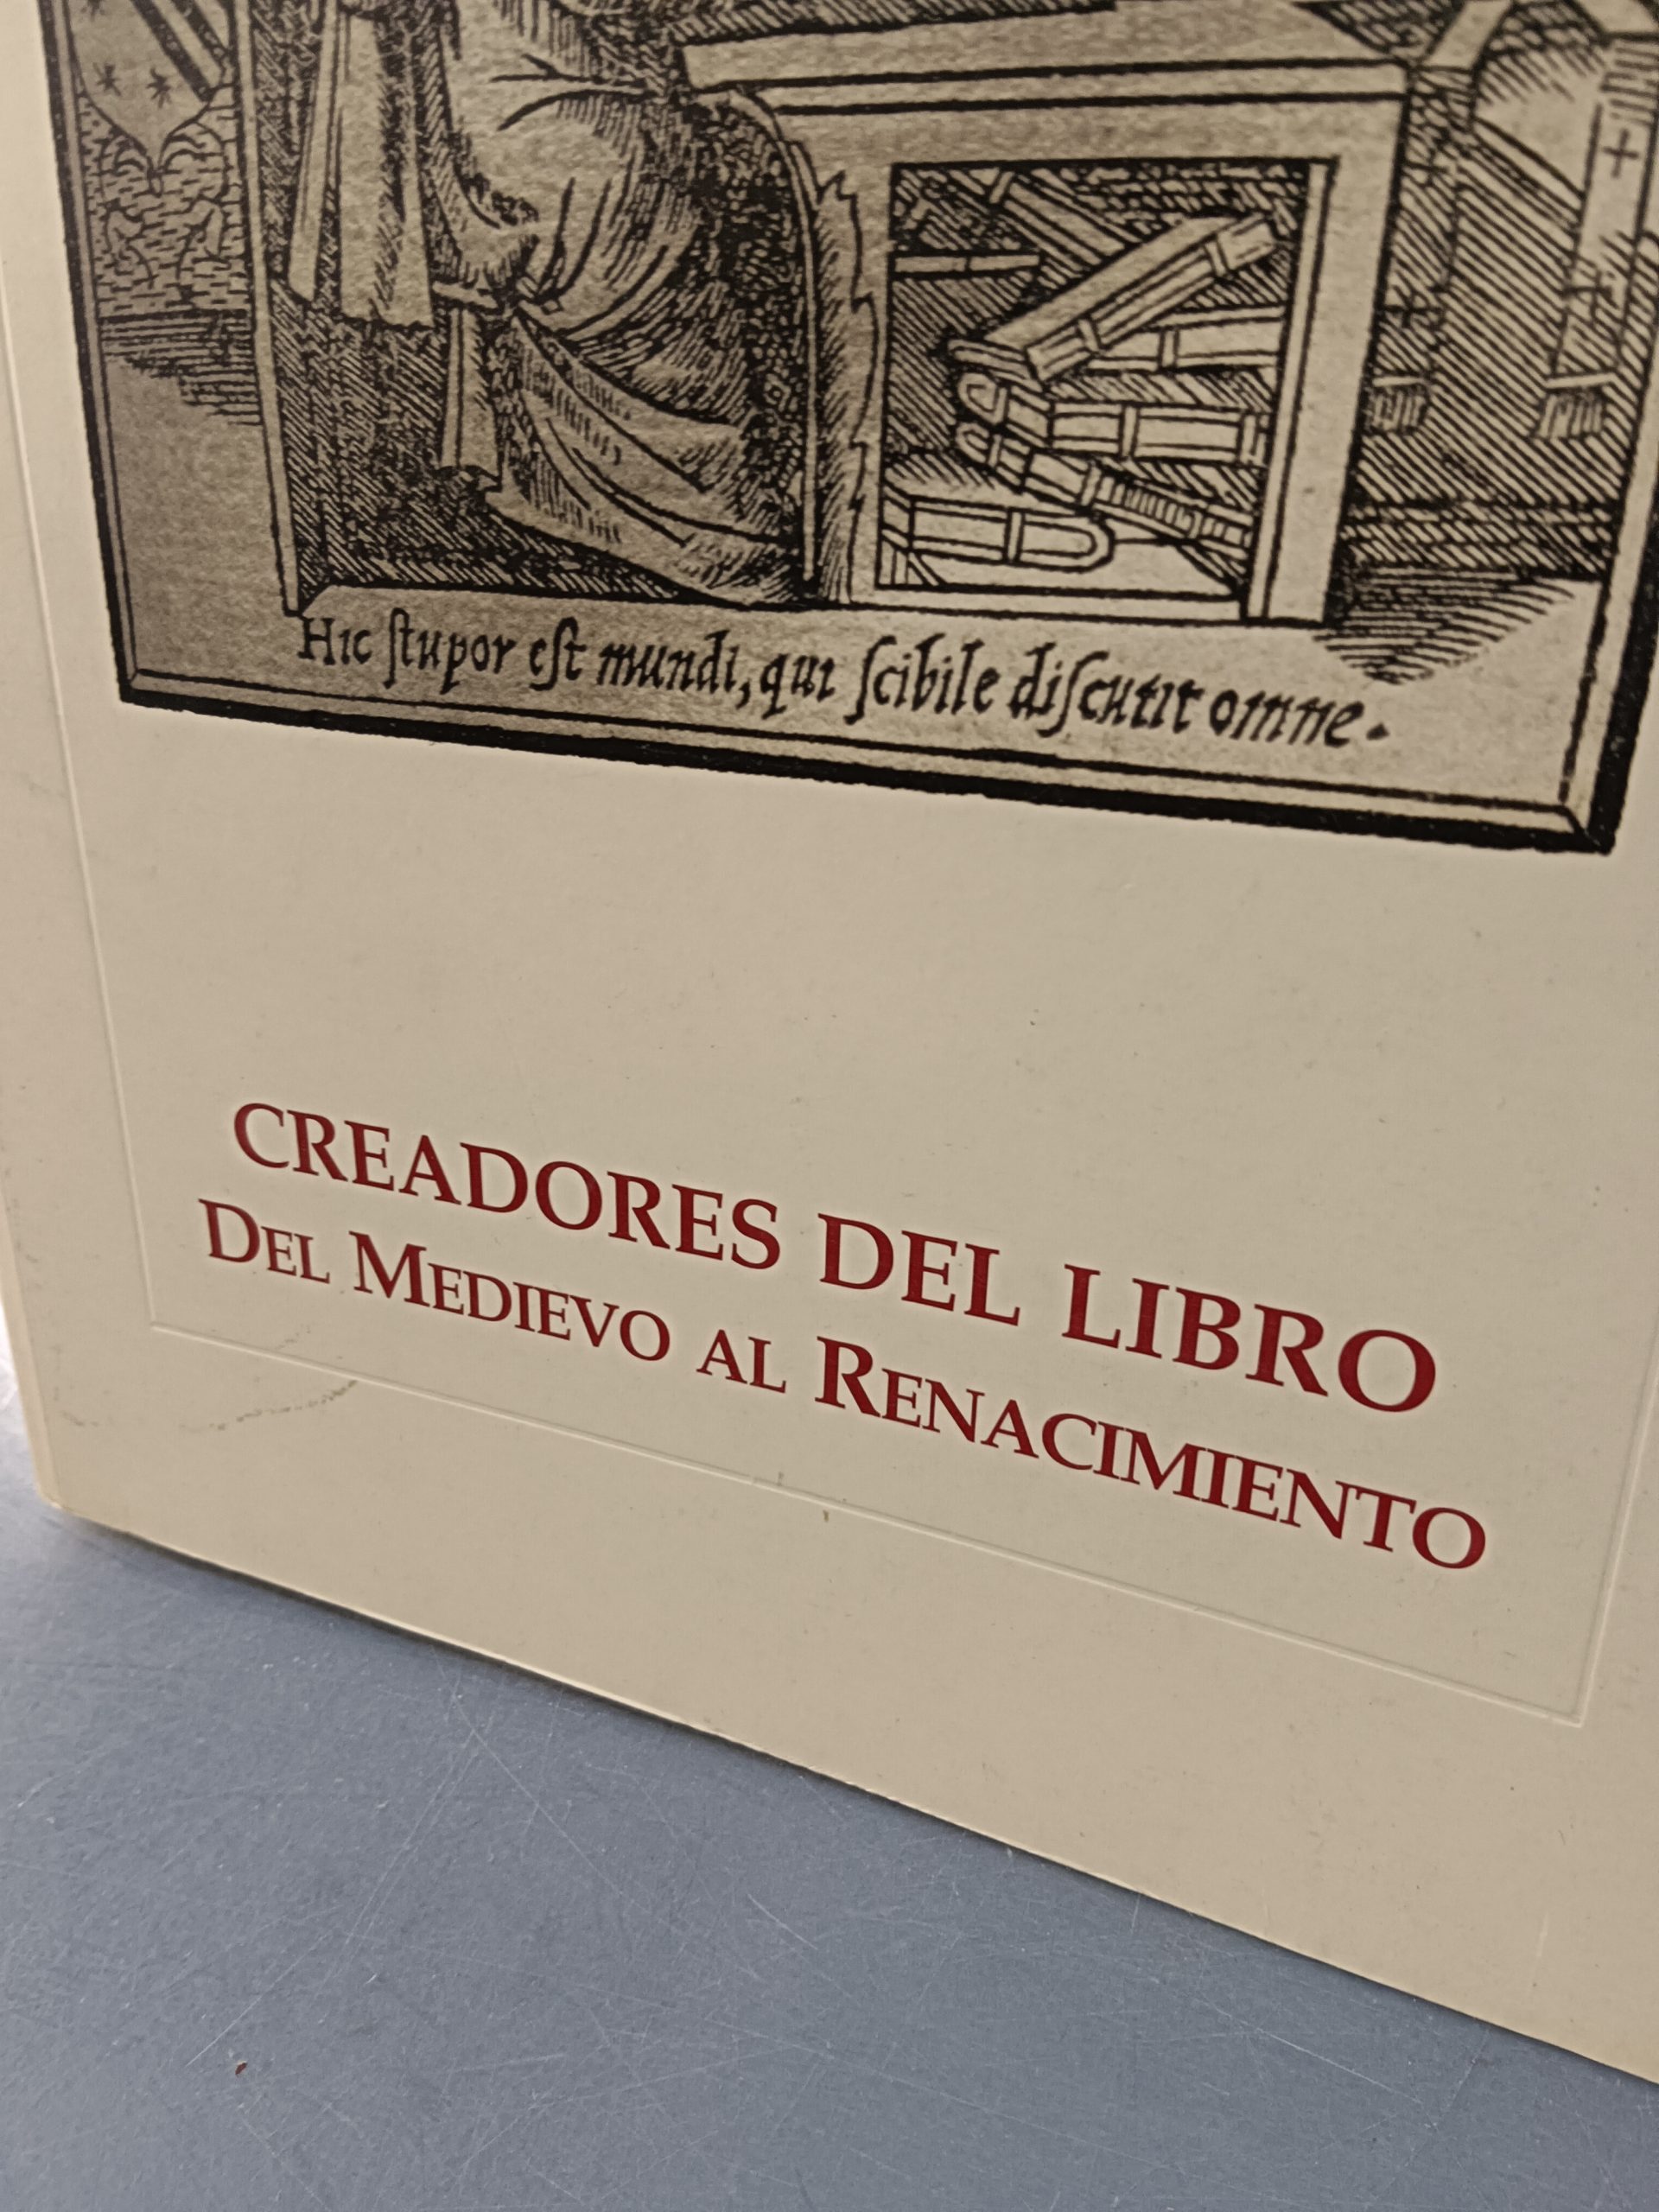 Hic ſtupor eſt mundi, qui ſcibile diſcutit omne.
CREADORES DEL LIBRO
DEL MEDIEVO AL RENACIMIENTO